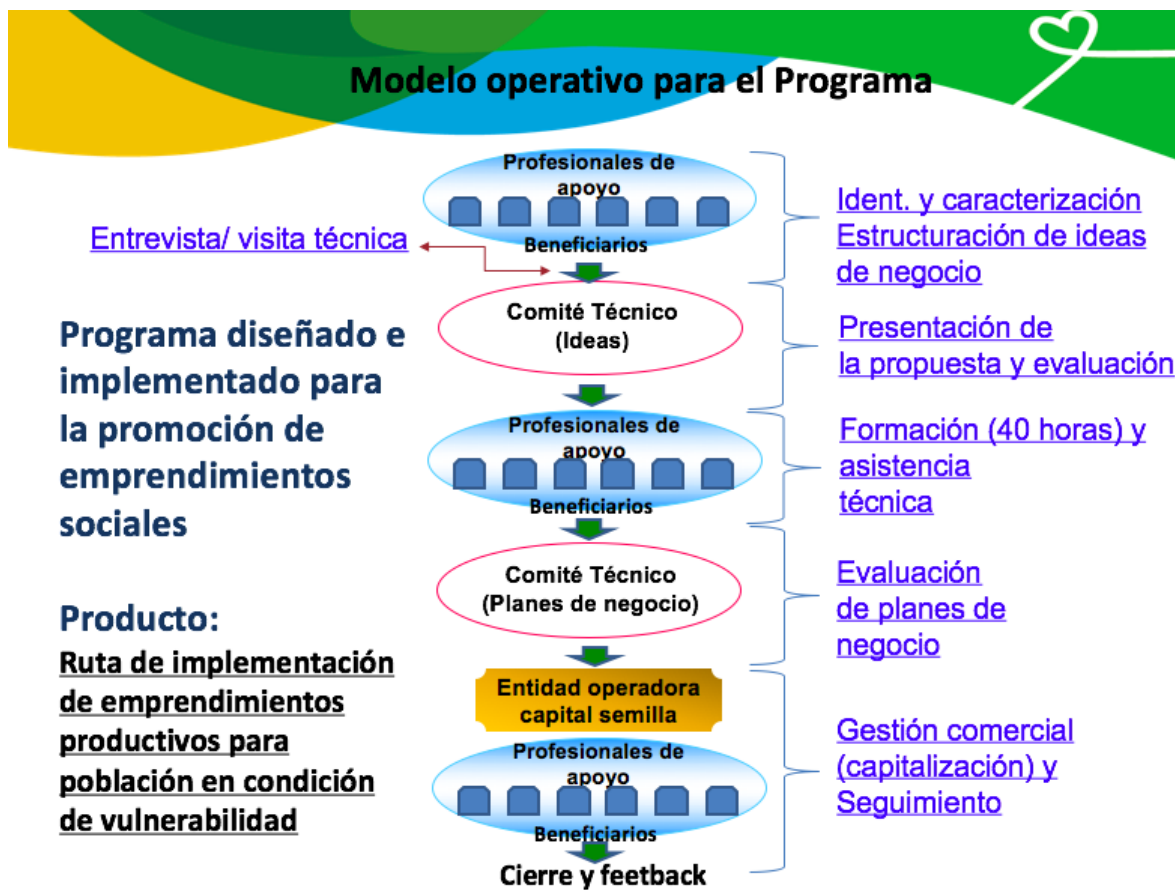 Modelo operativo para el Programa
Profesionales de
apoyo
Beneficiarios
Ident. y caracterización
Estructuración de ideas
de negocio
Entrevista/ visita técnica
Comité Técnico
(Ideas)
Presentación de
la propuesta y evaluación
Programa diseñado e
implementado para
la promoción de
emprendimientos
sociales
Profesionales de
apoyo
Beneficiarios
Formación (40 horas) y
asistencia
técnica
Comité Técnico
(Planes de negocio)
Evaluación
de planes de
negocio
Producto:
Ruta de implementación
de emprendimientos
productivos para
población en condición
de vulnerabilidad
Entidad operadora
capital semilla
Profesionales de
apoyo
Beneficiarios
Gestión comercial
(capitalización) y
Seguimiento
Cierre y feetback